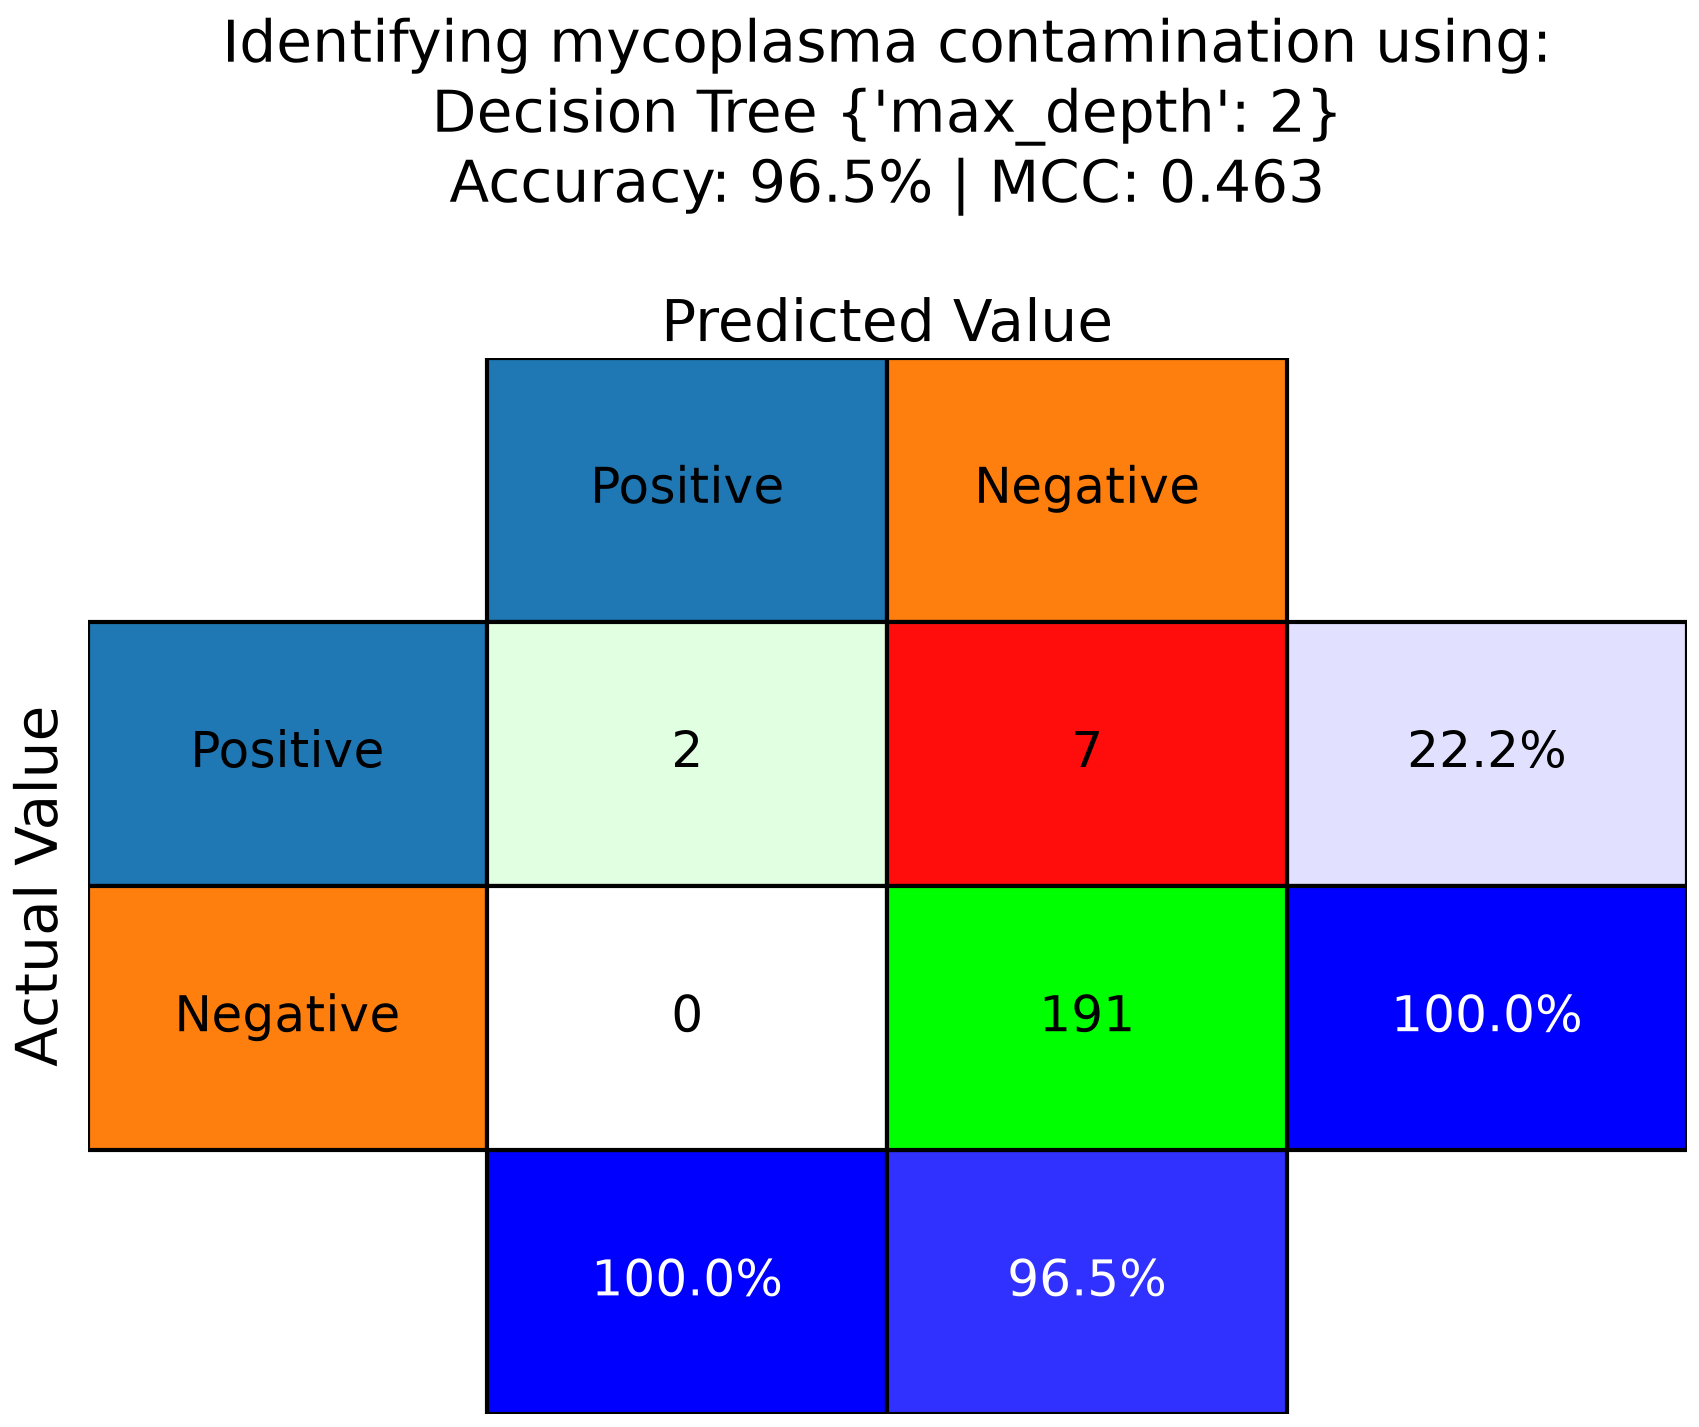 Identifying mycoplasma contamination using:
Decision Tree {'max_depth': 2}
Accuracy: 96.5% | MCC: 0.463
Predicted Value
Positive Negative
Actual Value
Positive 2 7 22.2%
Negative 0 191 100.0%
100.0% 96.5%